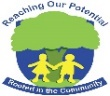 Reaching Our Potential
Rooted in the Community